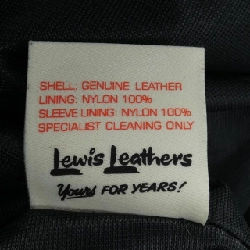 SHELL: GENUINE LEATHER
LINING: NYLON 100%
SLEEVE LINING: NYLON 100%
SPECIALIST CLEANING ONLY
Lewis Leathers
Yours FOR YEARS!